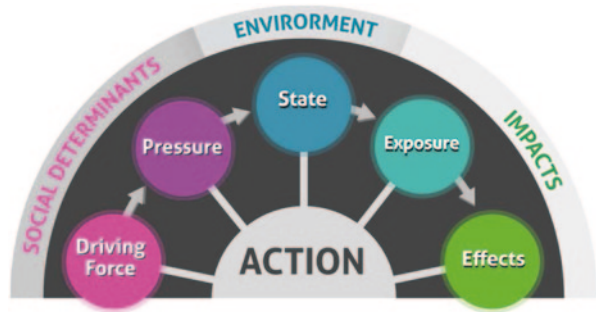 ENVIRORMENT
SOCIAL DETERMINANTS
IMPACTS
State
Pressure
Exposure
Driving
Force
ACTION
Effects